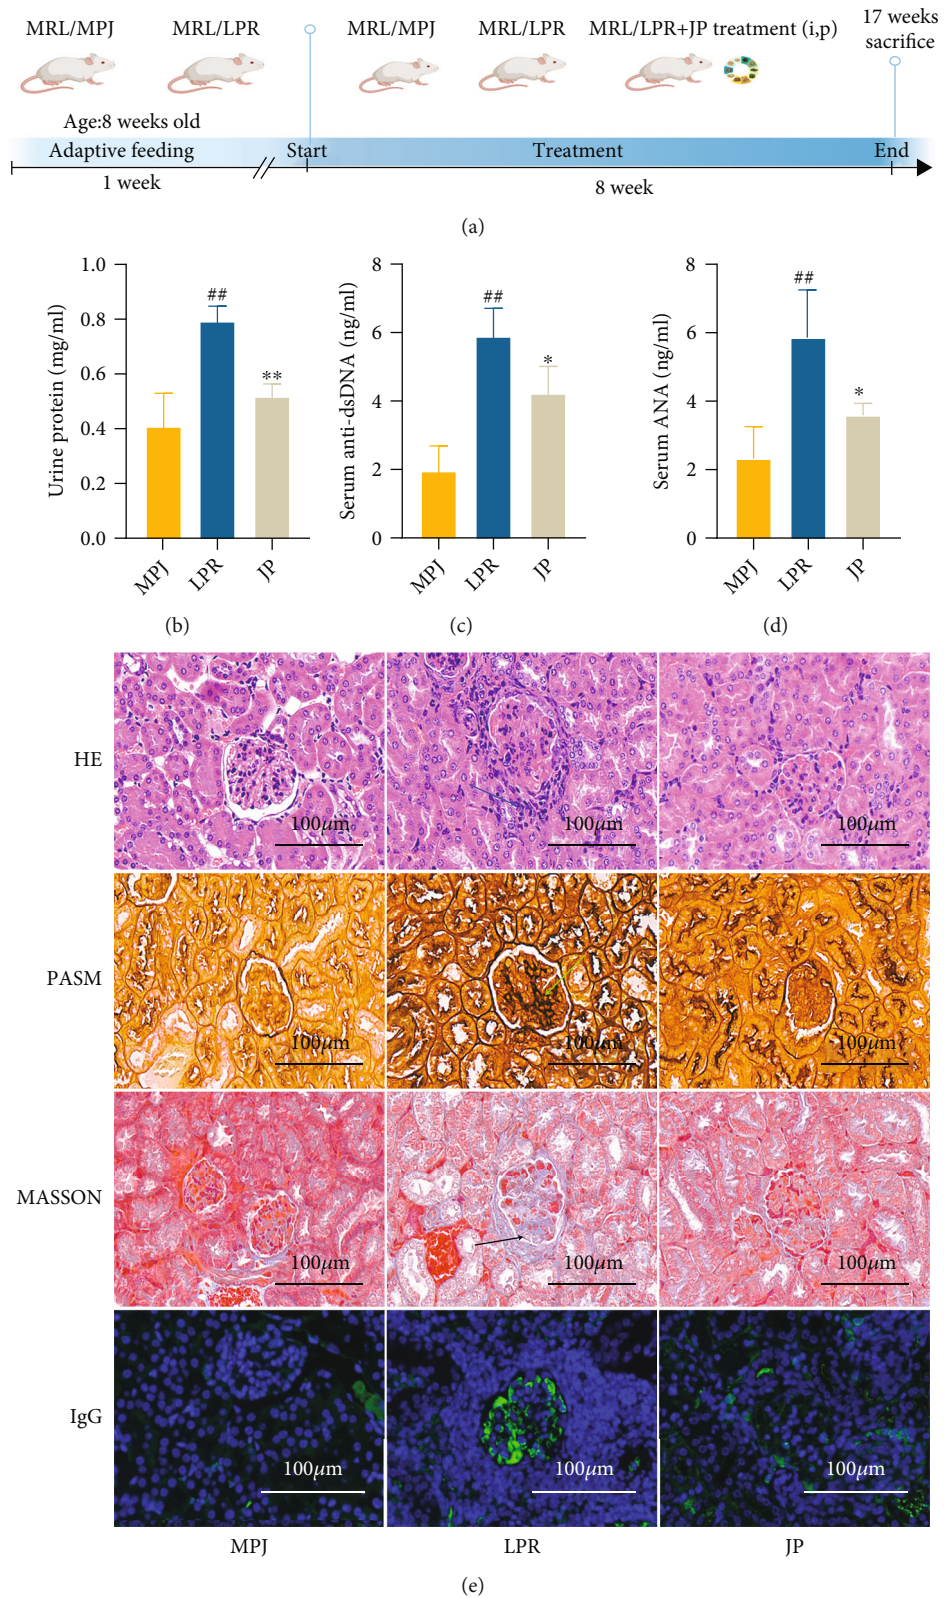 MRL/MPJ
MRL/LPR
MRL/MPJ
MRL/LPR
MRL/LPR+JP treatment (i,p)
17 weeks
sacrifice
Age:8 weeks old
Adaptive feeding
Start
Treatment
End
1 week
8 week
(a)
Urine protein (mg/ml)
1.0
0.8
0.6
0.4
0.2
0.0
##
**
MPJ
LPR
JP
(b)
Serum anti-dsDNA (ng/ml)
8
6
4
2
0
##
*
MPJ
LPR
JP
(c)
Serum ANA (ng/ml)
8
6
4
2
0
##
*
MPJ
LPR
JP
(d)
HE
100μm
100μm
100μm
PASM
100μm
100μm
100μm
MASSON
100μm
100μm
100μm
IgG
100μm
100μm
100μm
MPJ
LPR
JP
(e)